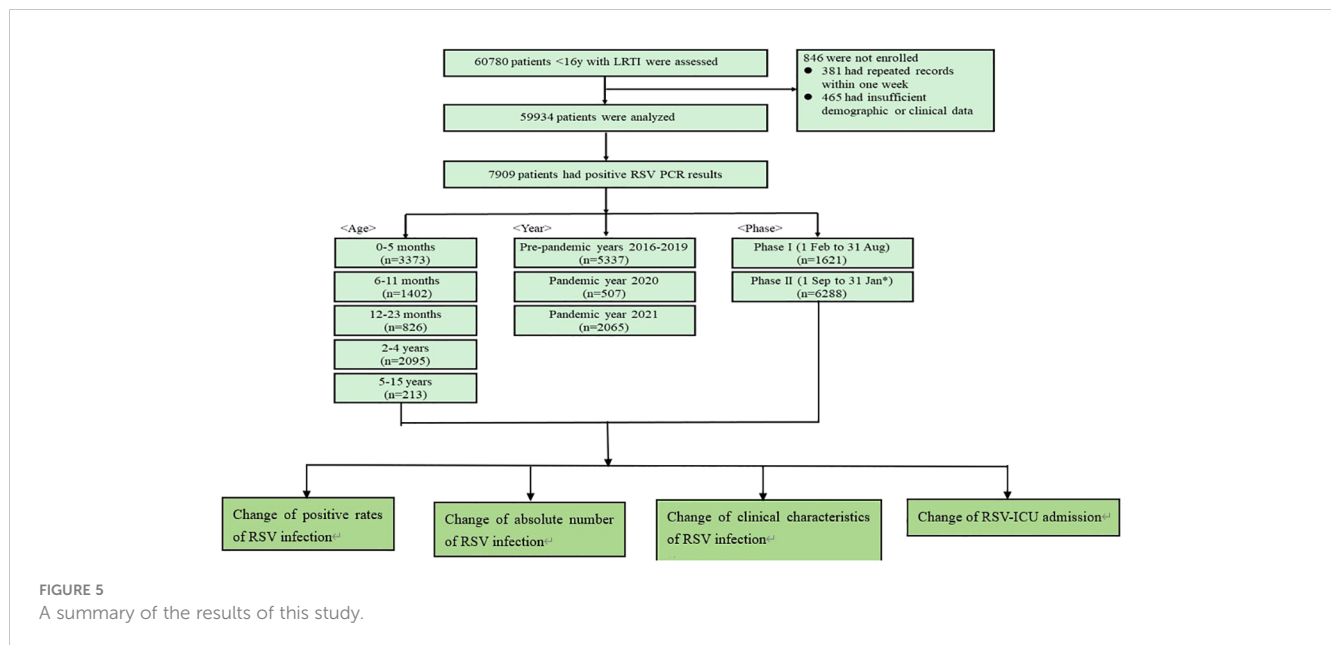 60780 patients <16y with LRTI were assessed
846 were not enrolled
● 381 had repeated records
within one week
● 465 had insufficient
demographic or clinical data
59934 patients were analyzed
7909 patients had positive RSV PCR results
<Age>
0-5 months
(n=3373)
6-11 months
(n=1402)
12-23 months
(n=826)
2-4 years
(n=2095)
5-15 years
(n=213)
<Year>
Pre-pandemic years 2016-2019
(n=5337)
Pandemic year 2020
(n=507)
Pandemic year 2021
(n=2065)
<Phase>
Phase I (1 Feb to 31 Aug)
(n=1621)
Phase II (1 Sep to 31 Jan*)
(n=6288)
Change of positive rates
of RSV infection↵
Change of absolute number
of RSV infection↵
Change of clinical characteristics
of RSV infection↵
Change of RSV-ICU admission↵
FIGURE 5
A summary of the results of this study.